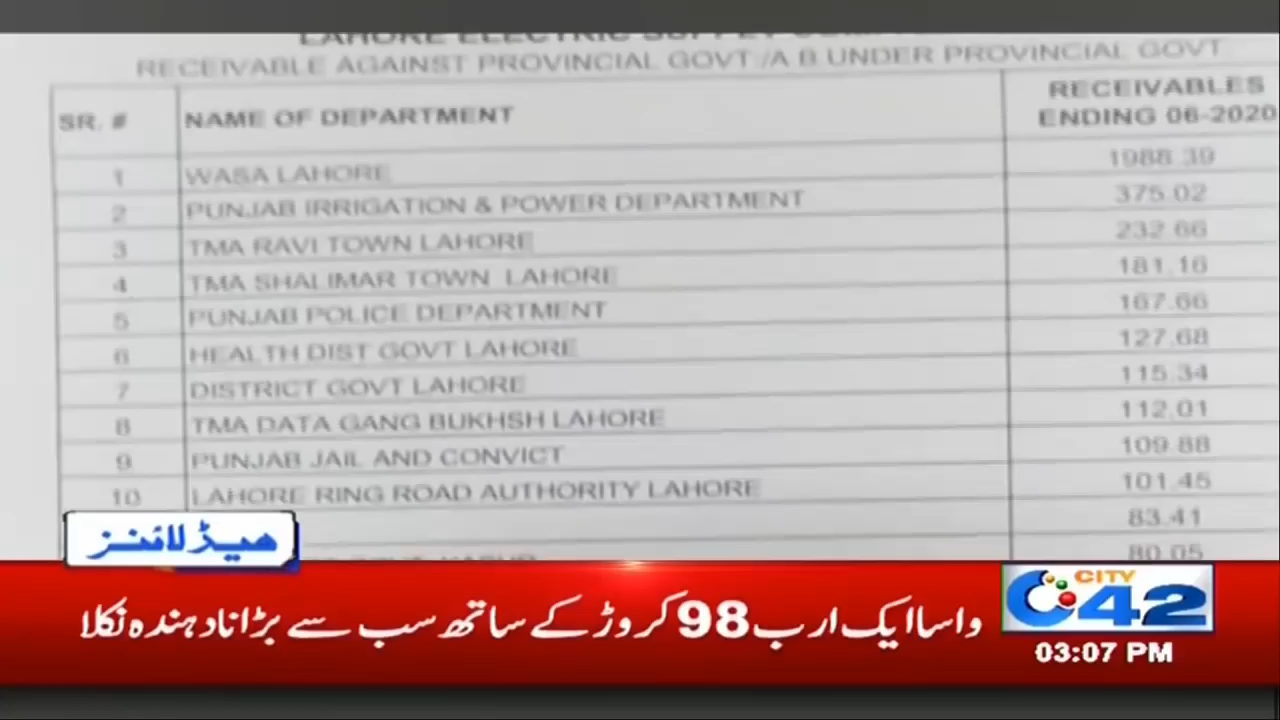 LAHORE ELECTRIC SUPPLY
RECEIVABLE AGAINST PROVINCIAL GOVT /A B UNDER PROVINCIAL GOVT
SR. # NAME OF DEPARTMENT RECEIVABLES ENDING 06-2020
1 WASA LAHORE 1988.39
2 PUNJAB IRRIGATION & POWER DEPARTMENT 375.02
3 TMA RAVI TOWN LAHORE 232.66
4 TMA SHALIMAR TOWN LAHORE 181.16
5 PUNJAB POLICE DEPARTMENT 167.66
6 HEALTH DIST GOVT LAHORE 127.68
7 DISTRICT GOVT LAHORE 115.34
8 TMA DATA GANG BUKHSH LAHORE 112.01
9 PUNJAB JAIL AND CONVICT 109.88
10 LAHORE RING ROAD AUTHORITY LAHORE 101.45
83.41
80.05
ہیڈلائنز
واسا ایک ارب 98 کروڑ کے ساتھ سب سے بڑا نادہندہ نکلا
CITY
42
03:07 PM